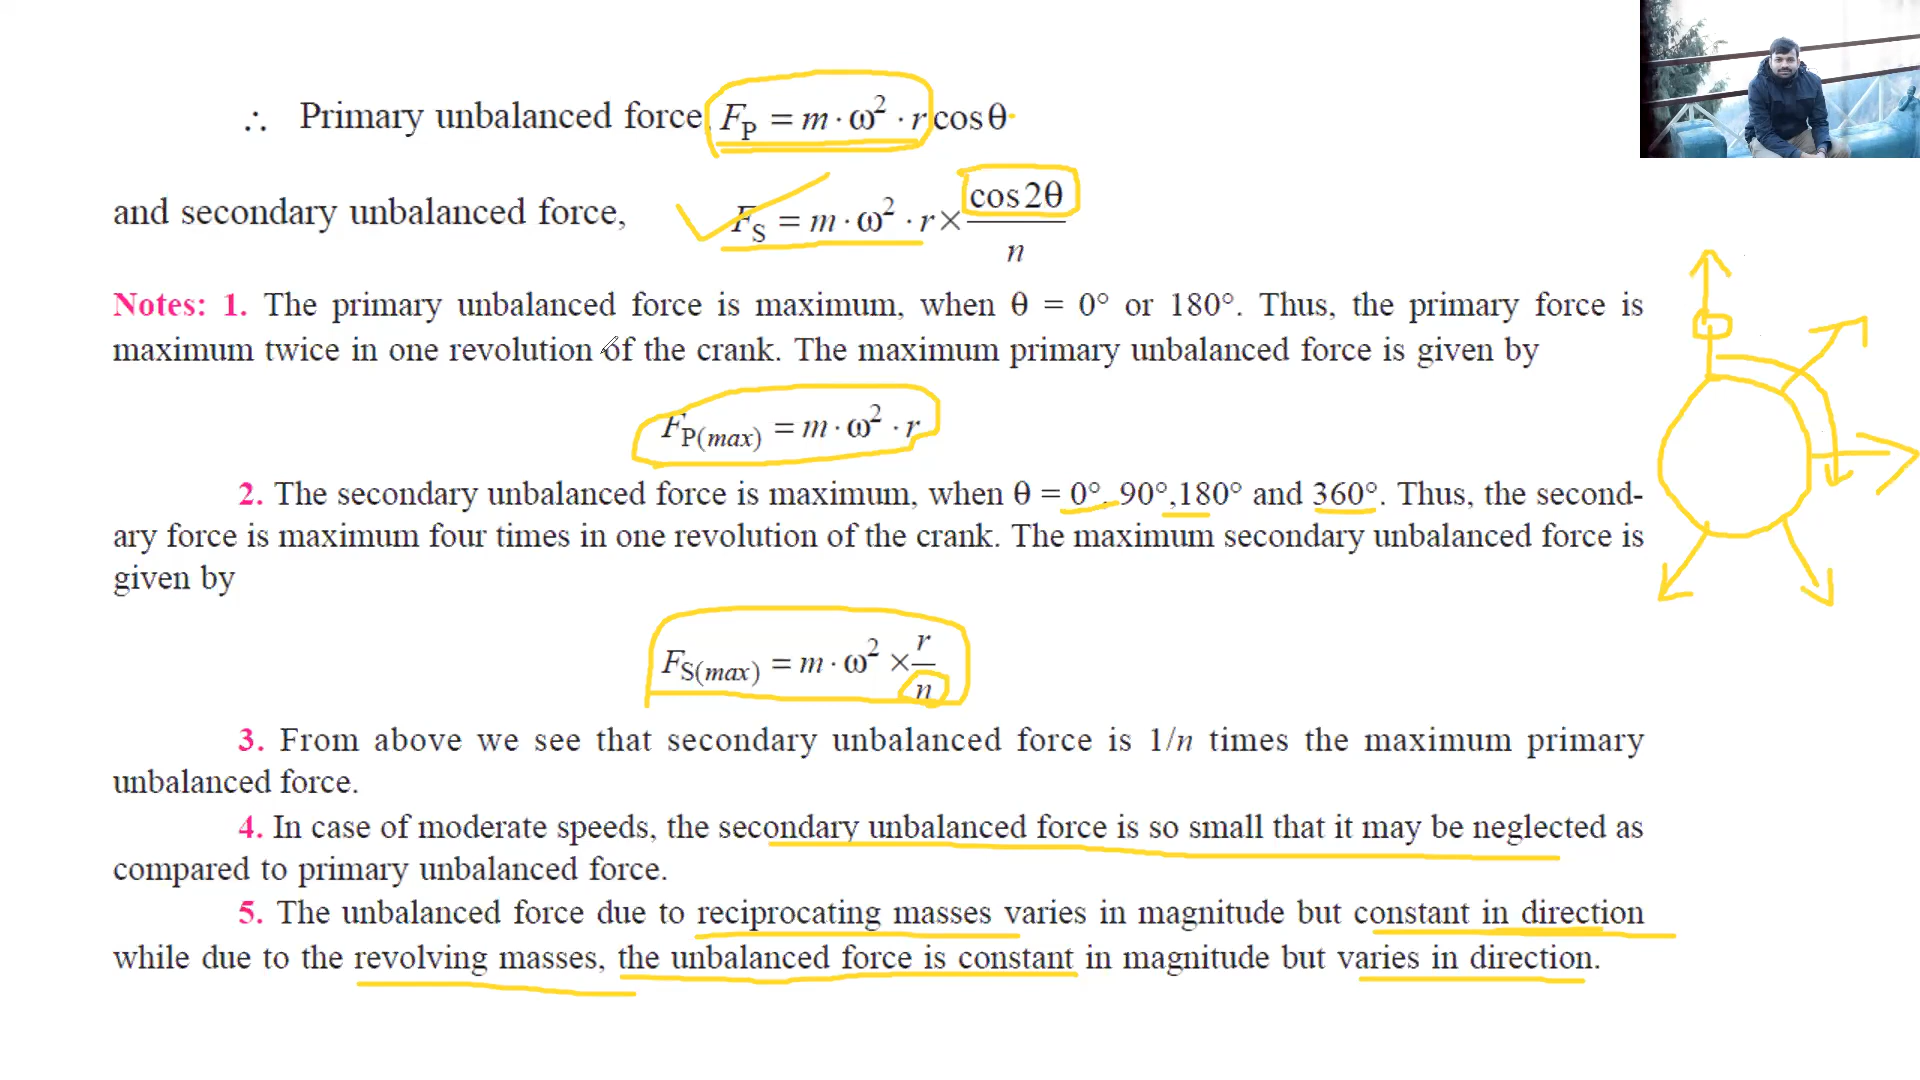 ∴ Primary unbalanced force, F_P = m · ω² · r cos θ
and secondary unbalanced force, F_S = m · ω² · r × cos 2θ / n
Notes: 1. The primary unbalanced force is maximum, when θ = 0° or 180°. Thus, the primary force is
maximum twice in one revolution of the crank. The maximum primary unbalanced force is given by
F_P(max) = m · ω² · r
2. The secondary unbalanced force is maximum, when θ = 0°, 90°,180° and 360°. Thus, the second-
ary force is maximum four times in one revolution of the crank. The maximum secondary unbalanced force is
given by
F_S(max) = m · ω² × r / n
3. From above we see that secondary unbalanced force is 1/n times the maximum primary
unbalanced force.
4. In case of moderate speeds, the secondary unbalanced force is so small that it may be neglected as
compared to primary unbalanced force.
5. The unbalanced force due to reciprocating masses varies in magnitude but constant in direction
while due to the revolving masses, the unbalanced force is constant in magnitude but varies in direction.